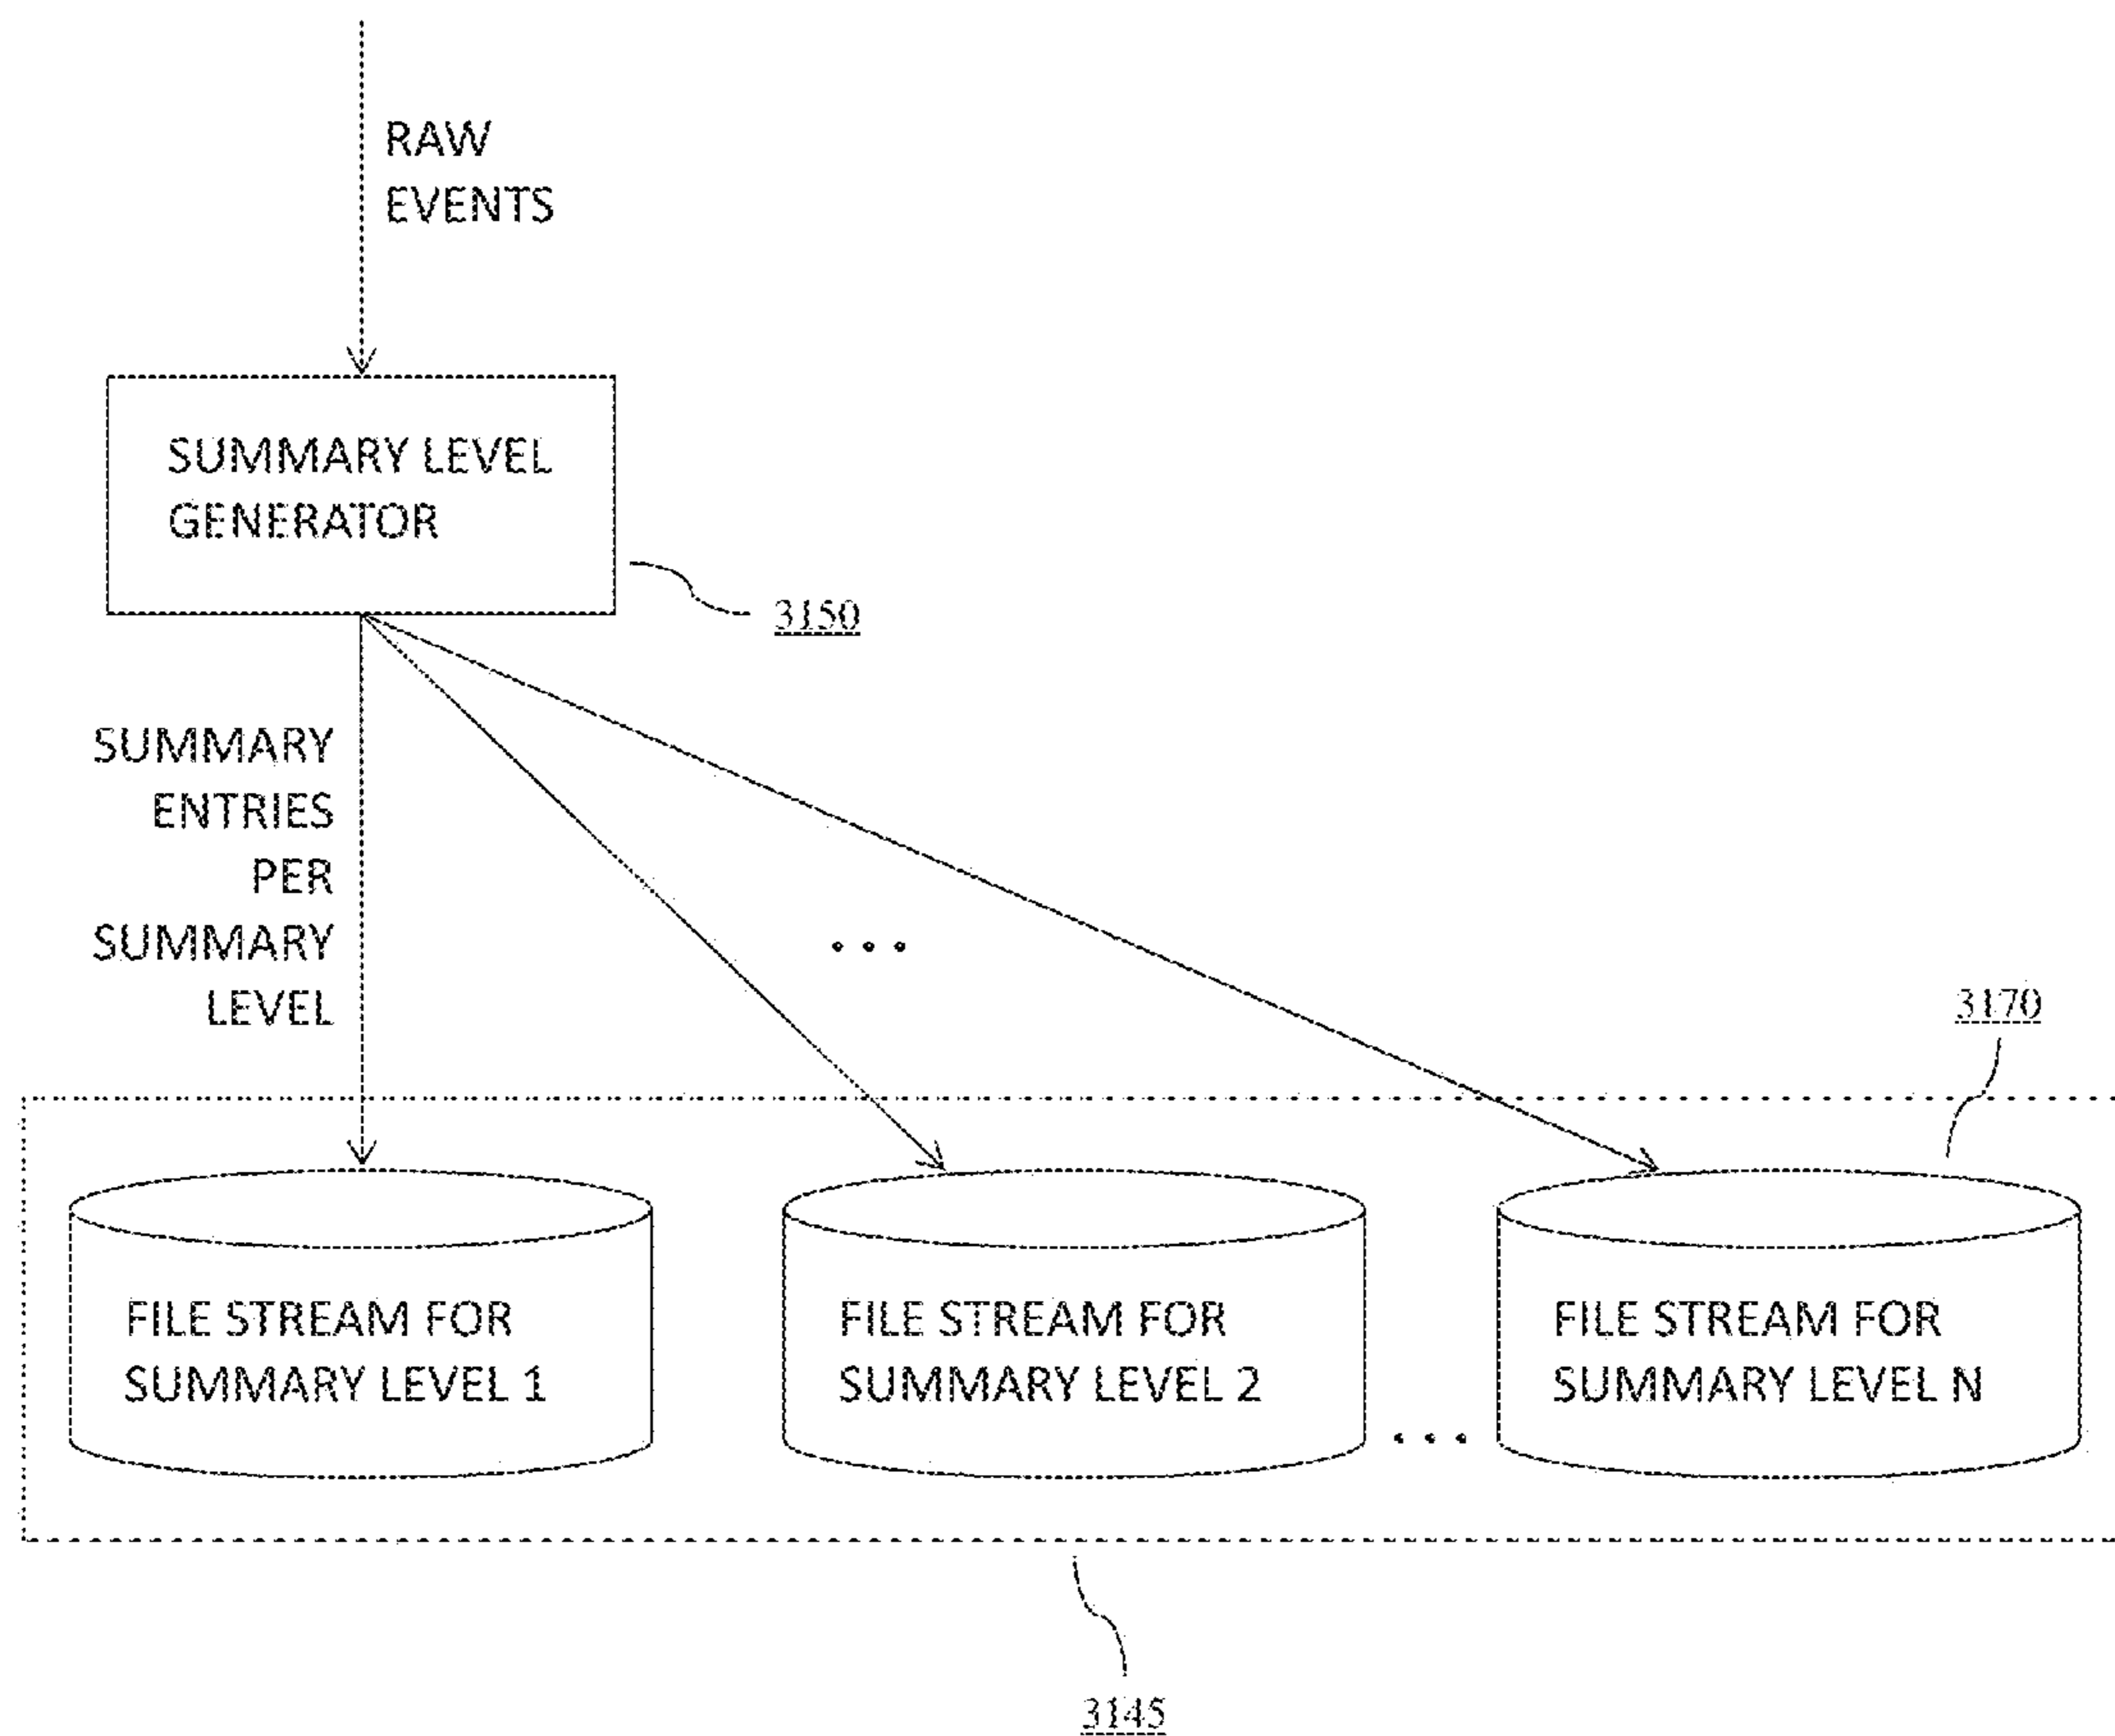 RAW
EVENTS
SUMMARY LEVEL
GENERATOR
3150
SUMMARY
ENTRIES
PER
SUMMARY
LEVEL
...
3170
FILE STREAM FOR
SUMMARY LEVEL 1
FILE STREAM FOR
SUMMARY LEVEL 2
...
FILE STREAM FOR
SUMMARY LEVEL N
3145